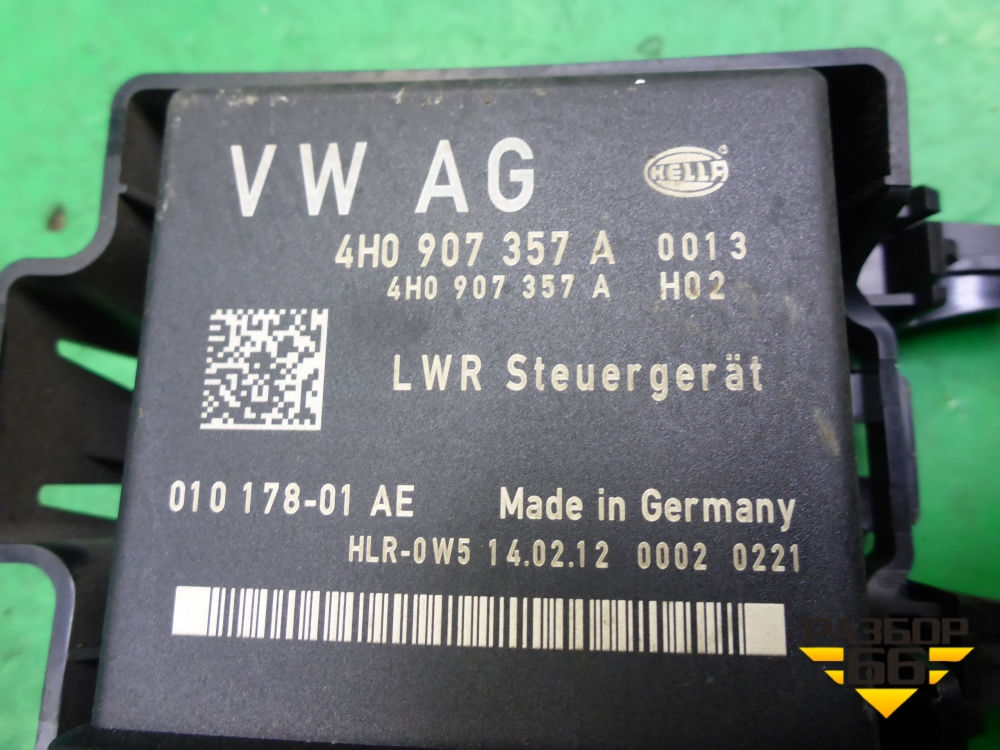 VW AG
HELLA
®
4H0 907 357 A 0013
4H0 907 357 A H02
LWR Steuergerät
010 178-01 AE Made in Germany
HLR-0W5 14.02.12 0002 0221
РАЗБОР
66